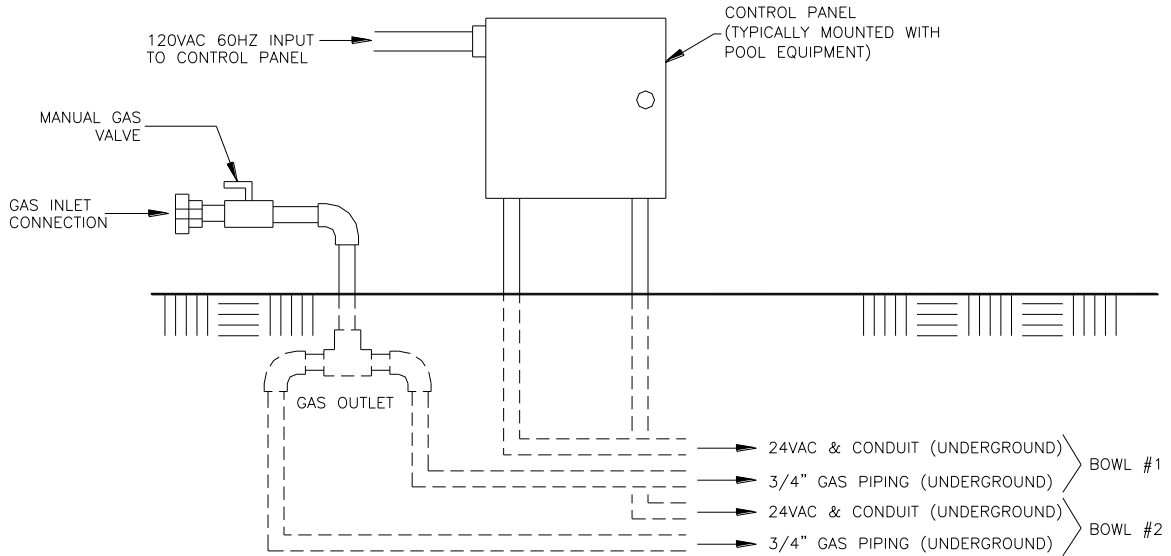 CONTROL PANEL
(TYPICALLY MOUNTED WITH
POOL EQUIPMENT)
120VAC 60HZ INPUT
TO CONTROL PANEL
MANUAL GAS
VALVE
GAS INLET
CONNECTION
GAS OUTLET
24VAC & CONDUIT (UNDERGROUND)
3/4" GAS PIPING (UNDERGROUND)
BOWL #1
24VAC & CONDUIT (UNDERGROUND)
3/4" GAS PIPING (UNDERGROUND)
BOWL #2